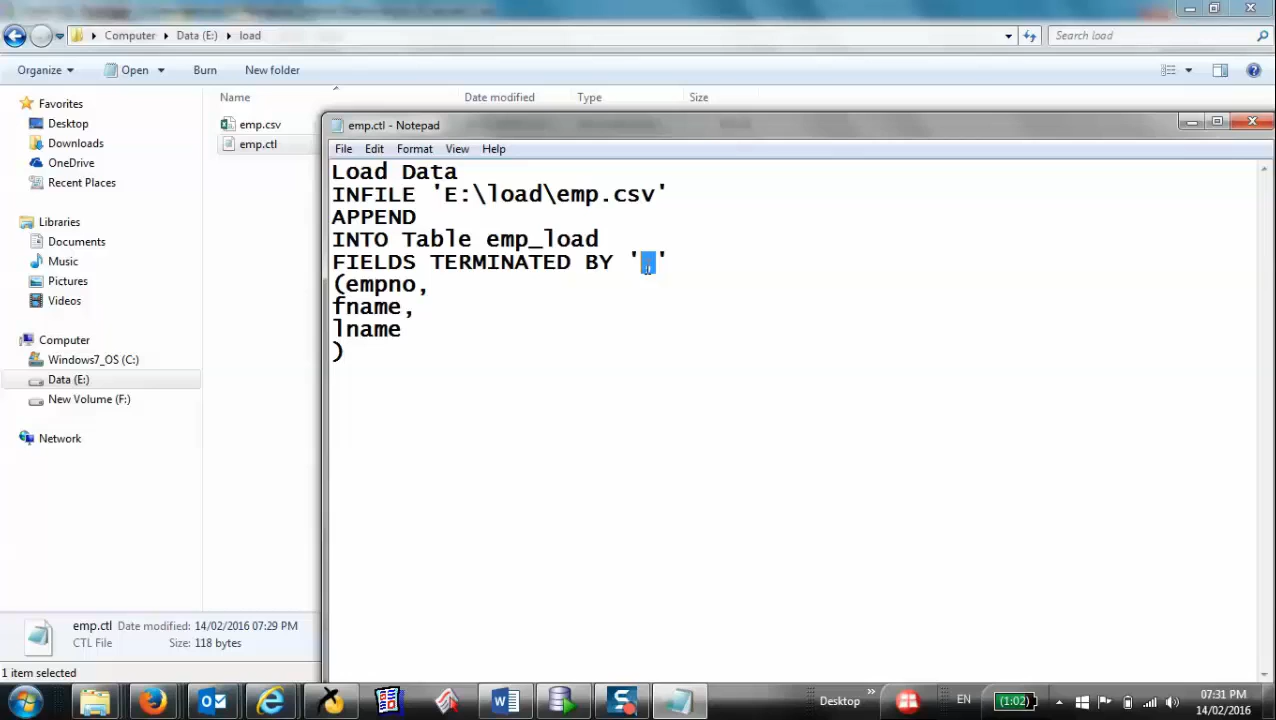 Computer
Data (E:)
load
Search load
Organize
Open
Burn
New folder
Name
Date modified
Type
Size
Favorites
Desktop
Downloads
OneDrive
Recent Places
Libraries
Documents
Music
Pictures
Videos
Computer
Windows7_OS (C:)
Data (E:)
New Volume (F:)
Network
emp.csv
emp.ctl
emp.ctl - Notepad
File Edit Format View Help
Load Data
INFILE 'E:\load\emp.csv'
APPEND
INTO Table emp_load
FIELDS TERMINATED BY ','
(empno,
fname,
lname
)
emp.ctl Date modified: 14/02/2016 07:29 PM
CTL File Size: 118 bytes
1 item selected
Desktop
EN
(1:02)
07:31 PM
14/02/2016